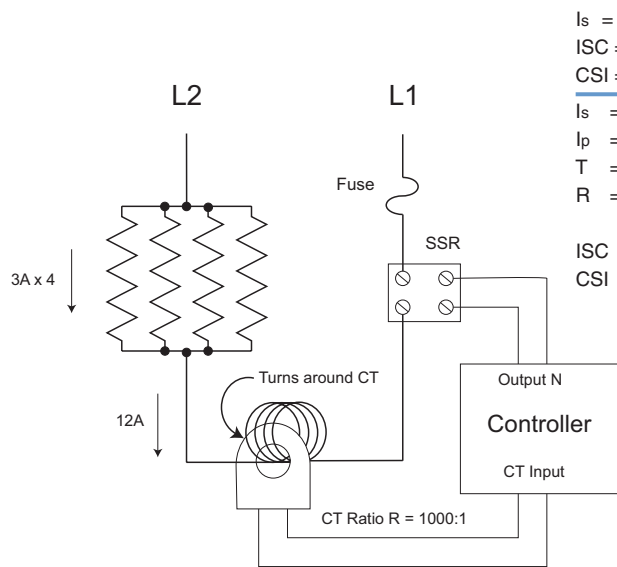 Is =
ISC =
CSI =
Is =
Ip =
T =
R =
ISC
CSI
L2
L1
Fuse
SSR
3A x 4
Output N
Turns around CT
Controller
12A
CT Input
CT Ratio R = 1000:1